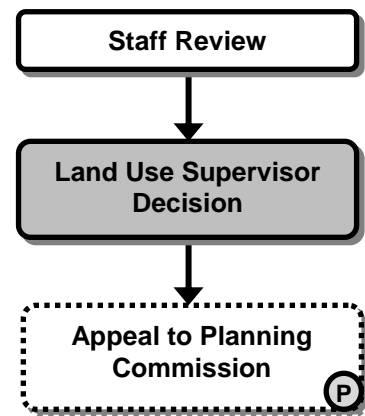 Staff Review
Land Use Supervisor
Decision
Appeal to Planning
Commission
P